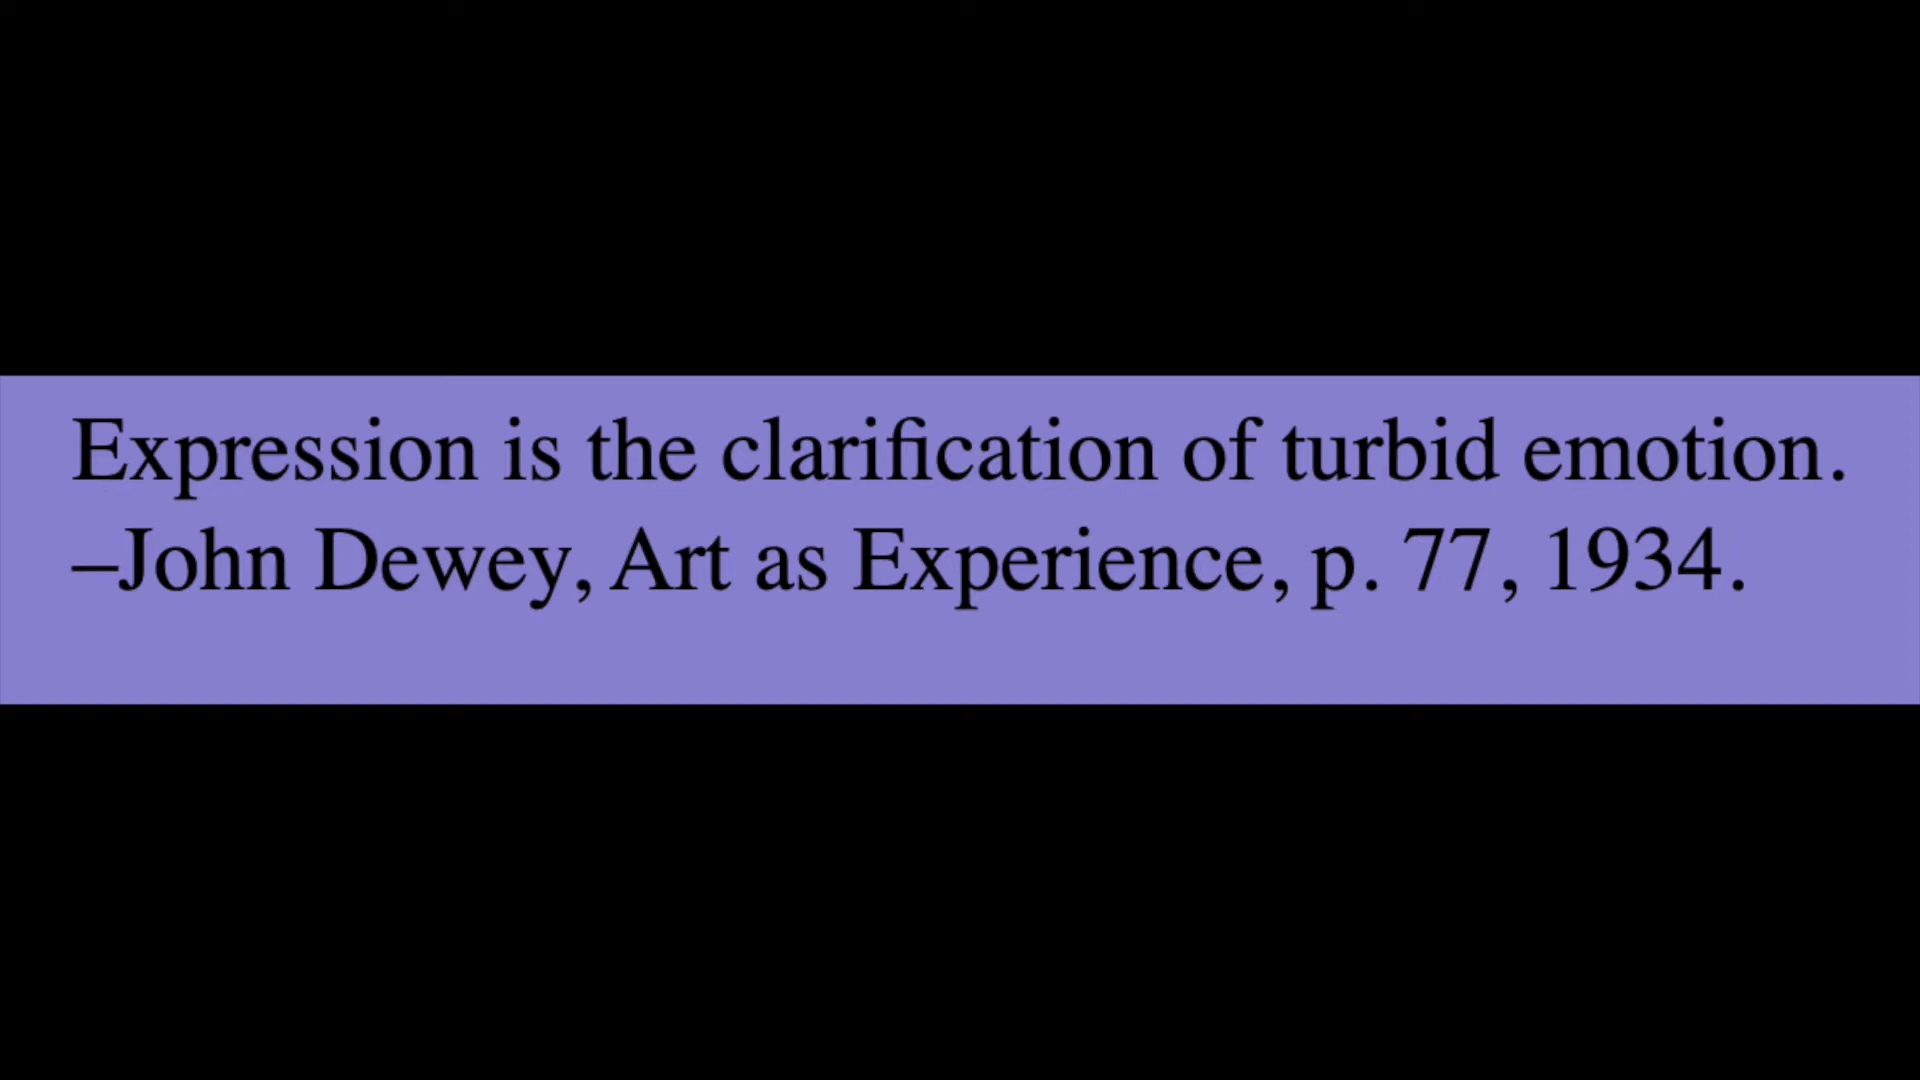 Expression is the clarification of turbid emotion.
–John Dewey, Art as Experience, p. 77, 1934.